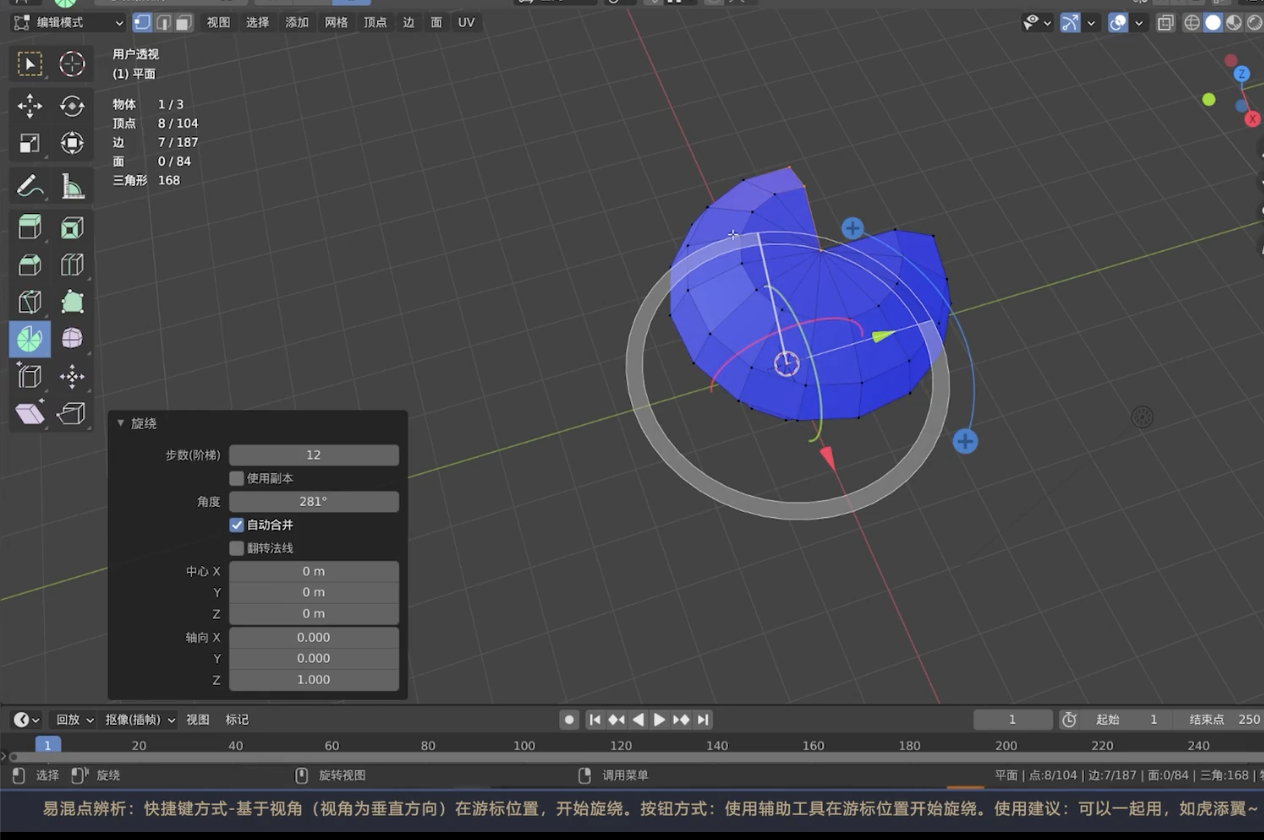 编辑模式 视图 选择 添加 网格 顶点 边 面 UV
用户透视
(1) 平面
物体 1 / 3
顶点 8 / 104
边 7 / 187
面 0 / 84
三角形 168
Z
X
旋绕
步数(阶梯) 12
使用副本
角度 281°
自动合并
翻转法线
中心 X 0 m
Y 0 m
Z 0 m
轴向 X 0.000
Y 0.000
Z 1.000
回放 抠像(插帧) 视图 标记 1 起始 1 结束点 250
1 20 40 60 80 100 120 140 160 180 200 220 240
选择 旋绕 旋转视图 调用菜单 平面 | 点:8/104 | 边:7/187 | 面:0/84 | 三角:168 |
易混点辨析：快捷键方式-基于视角（视角为垂直方向）在游标位置，开始旋绕。按钮方式：使用辅助工具在游标位置开始旋绕。使用建议：可以一起用，如虎添翼~